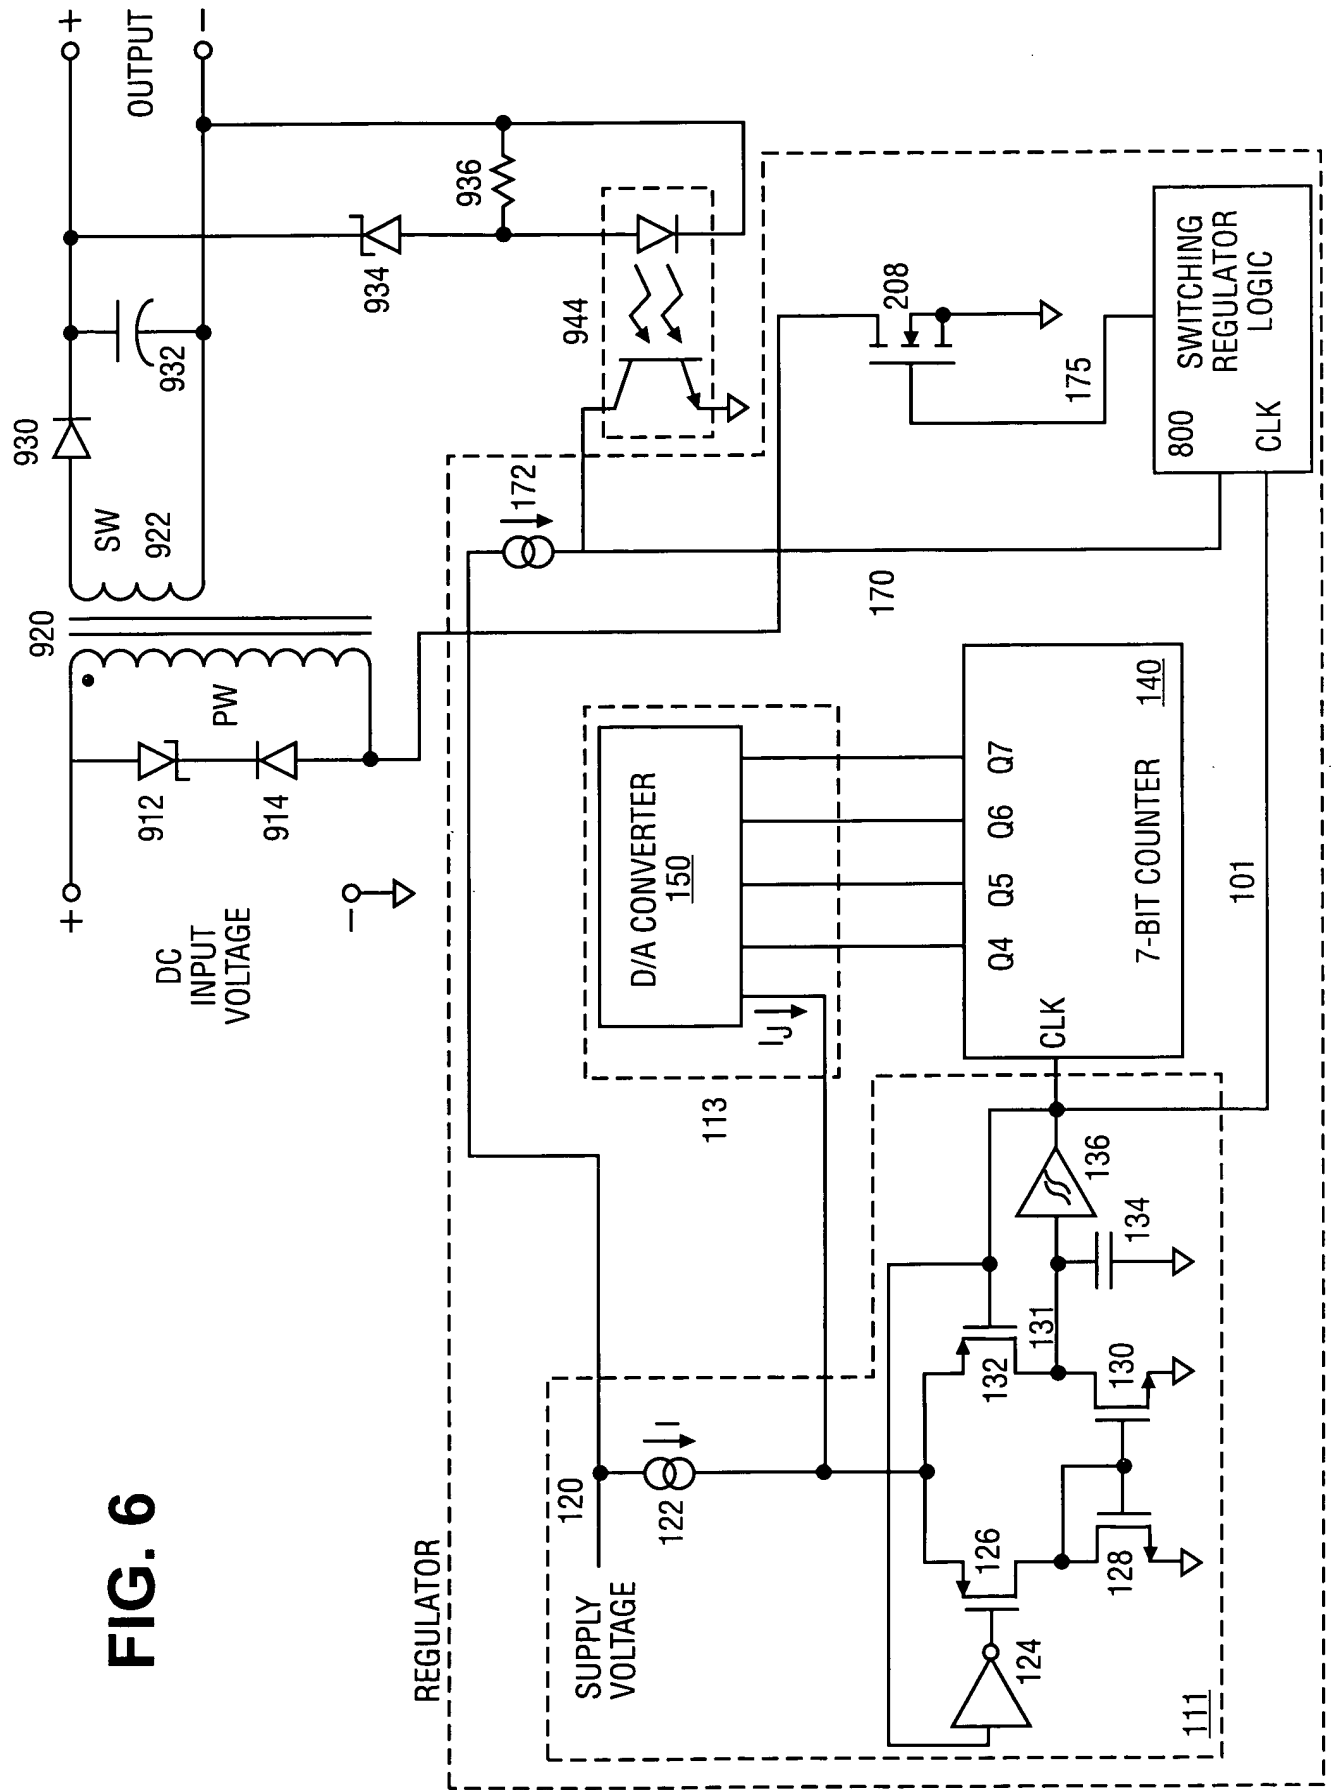 FIG. 6
REGULATOR
DC
INPUT
VOLTAGE
+
-
912
914
PW
920
SW
922
930
932
+
OUTPUT
-
934
936
944
172
170
208
175
SWITCHING
REGULATOR
LOGIC
800
CLK
101
D/A CONVERTER
150
I_J
113
Q4
Q5
Q6
Q7
CLK
7-BIT COUNTER
140
SUPPLY
VOLTAGE
120
122
I
124
126
128
130
131
132
134
136
111